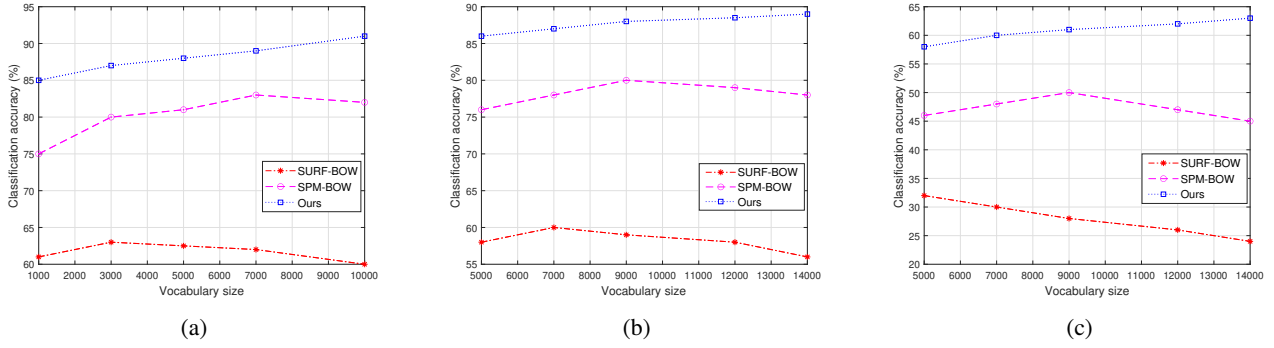 95
90
85
80
75
70
65
60
Classification accuracy (%)
SURF-BOW
SPM-BOW
Ours
1000 2000 3000 4000 5000 6000 7000 8000 9000 10000
Vocabulary size
(a)
90
85
80
75
70
65
60
55
Classification accuracy (%)
SURF-BOW
SPM-BOW
Ours
5000 6000 7000 8000 9000 10000 11000 12000 13000 14000
Vocabulary size
(b)
65
60
55
50
45
40
35
30
25
20
Classification accuracy (%)
SURF-BOW
SPM-BOW
Ours
5000 6000 7000 8000 9000 10000 11000 12000 13000 14000
Vocabulary size
(c)